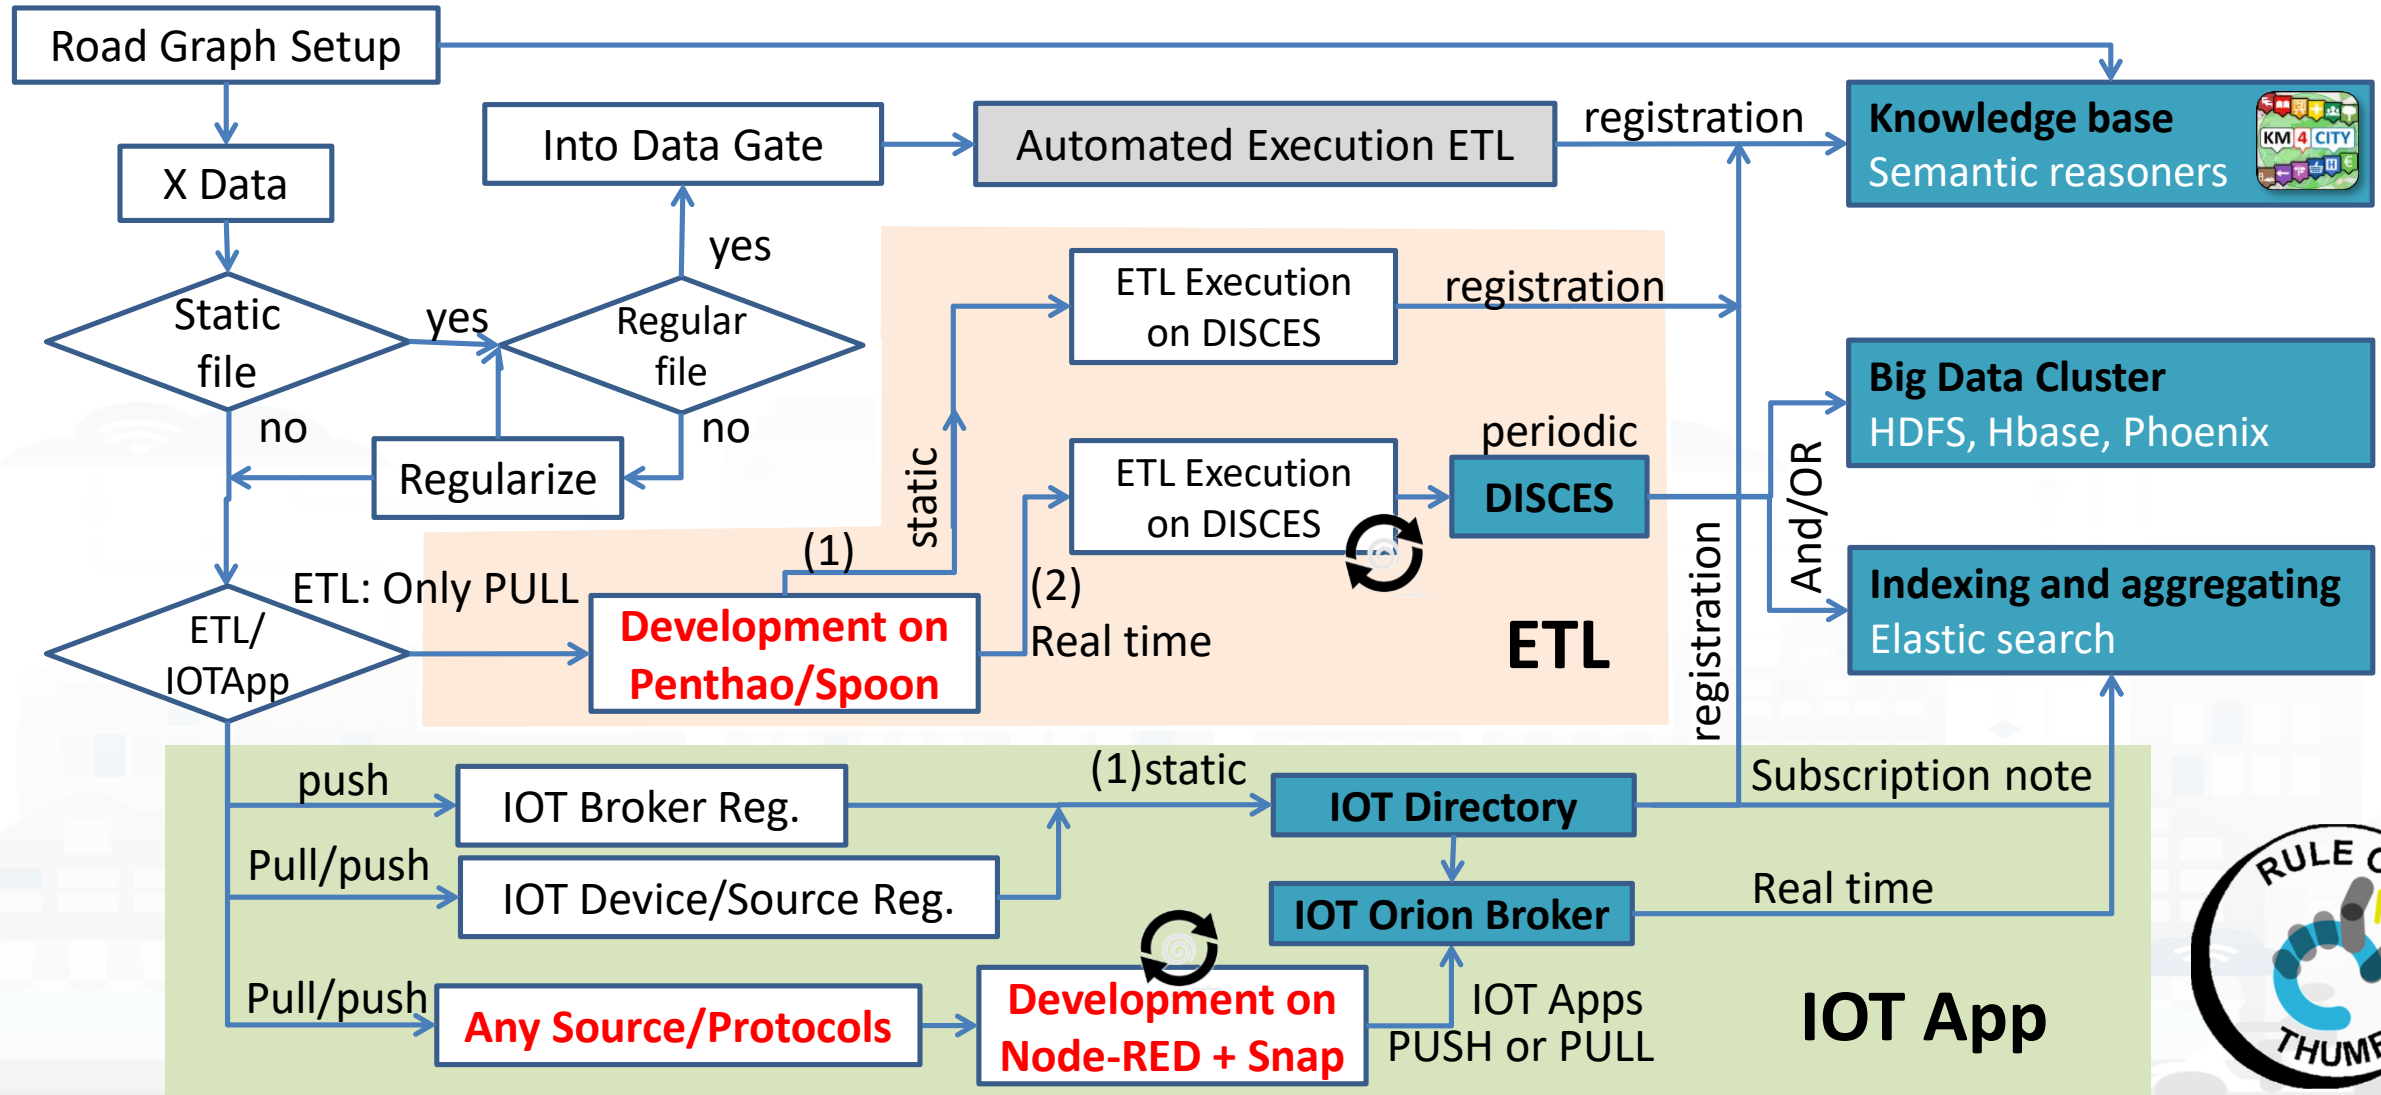 Road Graph Setup
X Data
Into Data Gate
Automated Execution ETL
registration
Knowledge base
Semantic reasoners
KM 4 CITY
Static
file
yes
Regular
file
yes
no
no
Regularize
ETL Execution
on DISCES
registration
static
ETL Execution
on DISCES
periodic
DISCES
And/OR
Big Data Cluster
HDFS, Hbase, Phoenix
Indexing and aggregating
Elastic search
ETL/
IOTApp
ETL: Only PULL
(1)
Development on
Penthao/Spoon
(2)
Real time
ETL
registration
push
IOT Broker Reg.
(1)static
IOT Directory
Subscription note
Pull/push
IOT Device/Source Reg.
IOT Orion Broker
Real time
Pull/push
Any Source/Protocols
Development on
Node-RED + Snap
IOT Apps
PUSH or PULL
IOT App
RULE